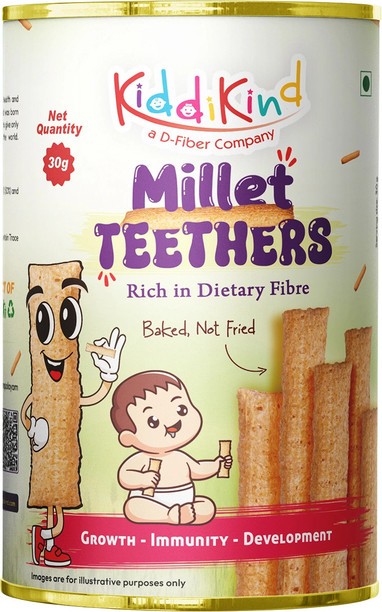 KiddiKind
a D-Fiber Company
Net
Quantity
30g
Millet
TEETHERS
Rich in Dietary Fibre
Baked, Not Fried
GROWTH - IMMUNITY - DEVELOPMENT
Images are for illustrative purposes only